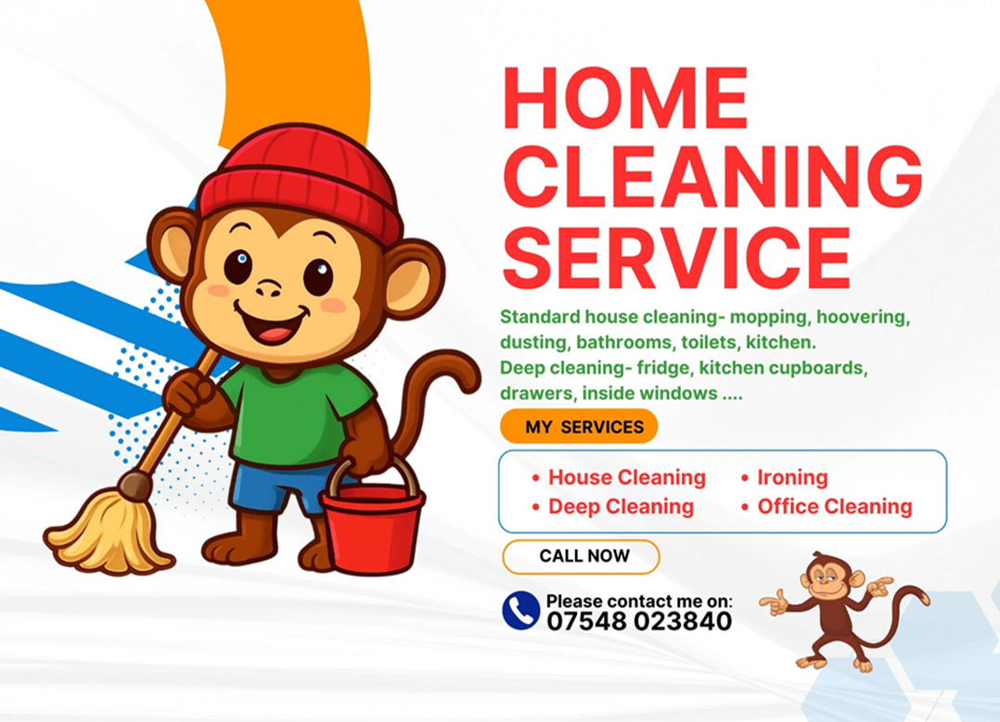 HOME
CLEANING
SERVICE
Standard house cleaning- mopping, hoovering,
dusting, bathrooms, toilets, kitchen.
Deep cleaning- fridge, kitchen cupboards,
drawers, inside windows ....
MY SERVICES
• House Cleaning
• Deep Cleaning
• Ironing
• Office Cleaning
CALL NOW
Please contact me on:
07548 023840